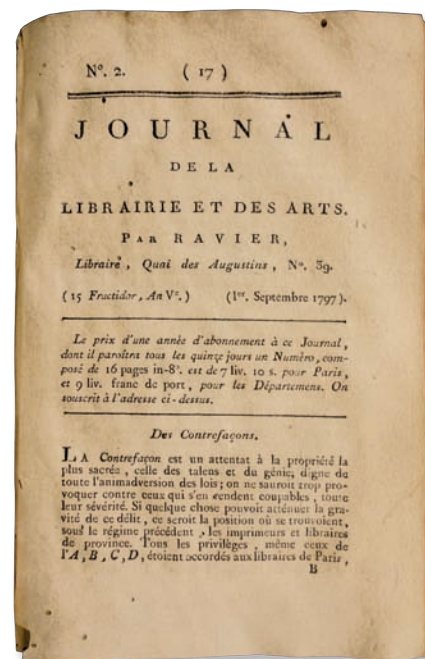 N°. 2. ( 17 )
JOURNAL
DE LA
LIBRAIRIE ET DES ARTS.
PAR RAVIER,
Libraire, Quai des Augustins, N°. 39.
(15 Fructidor, An Vᵉ.) (Iᵉʳ. Septembre 1797).
Le prix d'une année d'abonnement à ce Journal,
dont il paroîtra tous les quinze jours un Numéro, com-
posé de 16 pages in-8°. est de 7 liv. 10 s. pour Paris,
et 9 liv. franc de port, pour les Départemens. On
souscrit à l'adresse ci-dessus.
Des Contrefaçons.
LA Contrefaçon est un attentat à la propriété la
plus sacrée, celle des talens et du génie, digne de
toute l'animadversion des lois; on ne sauroit trop pro-
voquer contre ceux qui s'en rendent coupables, toute
leur sévérité. Si quelque chose pouvoit atténuer la gra-
vité de ce délit, ce seroit la position où se trouvoient,
sous le régime précédent, les imprimeurs et libraires
de province. Tous les privilèges, même ceux de
l'A, B, C, D, étoient accordés aux libraires de Paris,
B